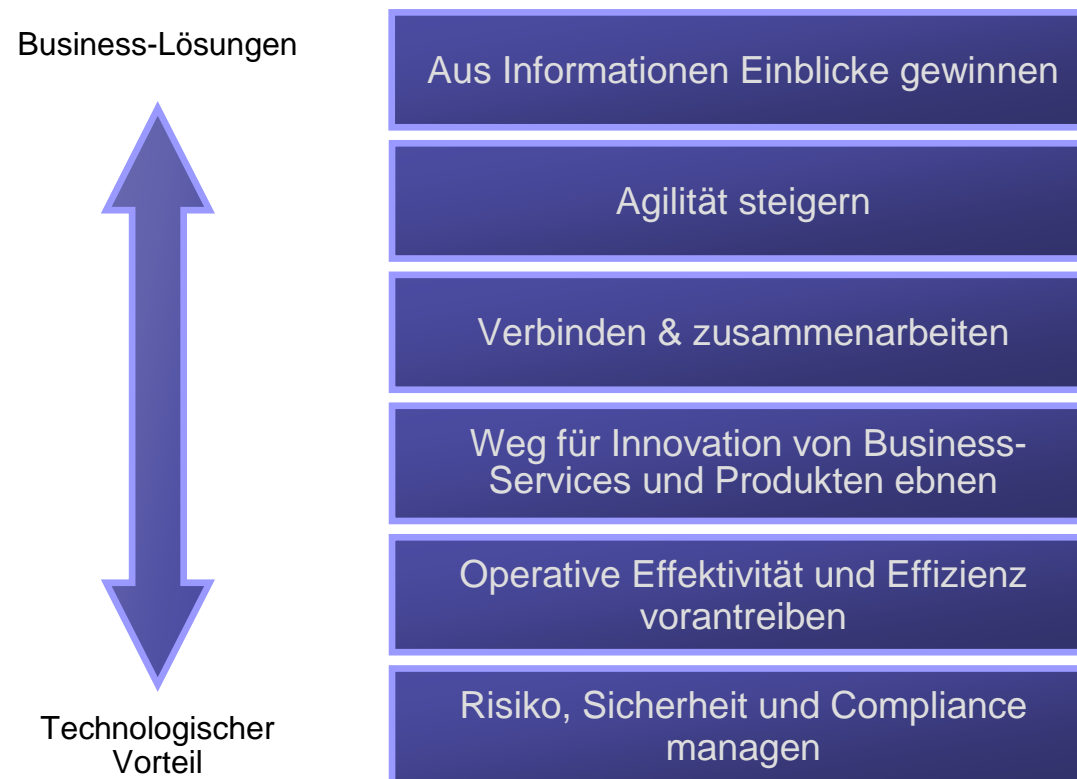 Business-Lösungen
Aus Informationen Einblicke gewinnen
Agilität steigern
Verbinden & zusammenarbeiten
Weg für Innovation von Business-
Services und Produkten ebnen
Operative Effektivität und Effizienz
vorantreiben
Risiko, Sicherheit und Compliance
managen
Technologischer
Vorteil